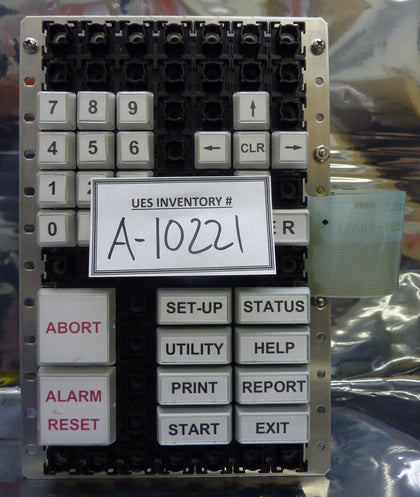 7 8 9 ↑
4 5 6 ← CLR →
1
UES INVENTORY #
A-10221
0 ER
PREH
SET-UP STATUS
ABORT
UTILITY HELP
PRINT REPORT
ALARM
RESET
START EXIT